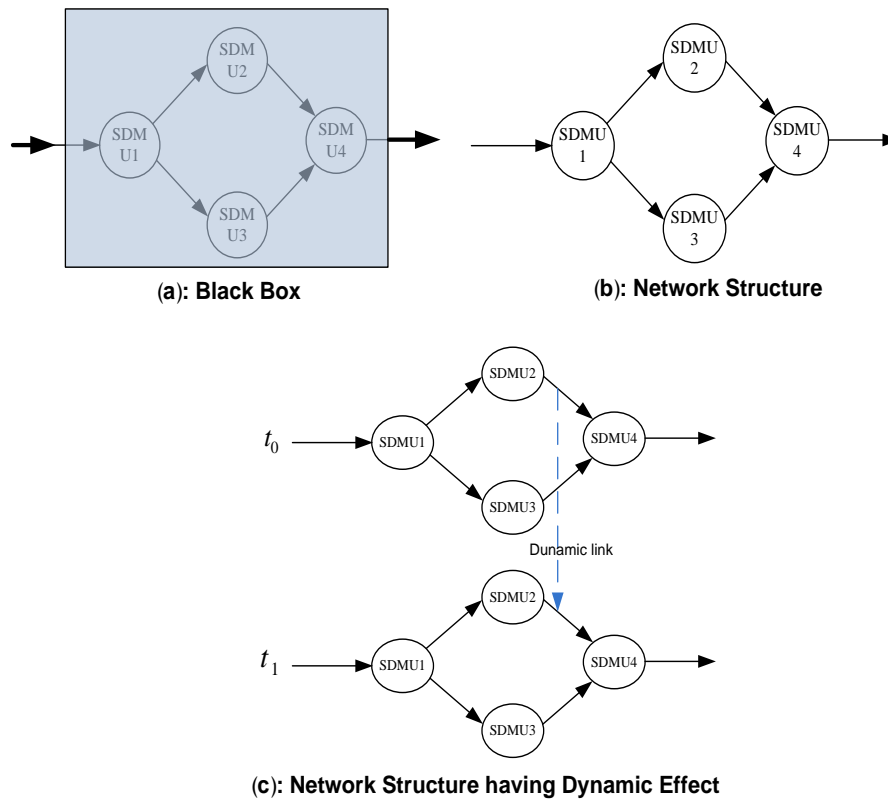 SDM
U2
SDM
U1
SDM
U4
SDM
U3
(a): Black Box
SDMU
2
SDMU
1
SDMU
4
SDMU
3
(b): Network Structure
SDMU2
t0
SDMU1
SDMU4
SDMU3
Dunamic link
SDMU2
t1
SDMU1
SDMU4
SDMU3
(c): Network Structure having Dynamic Effect